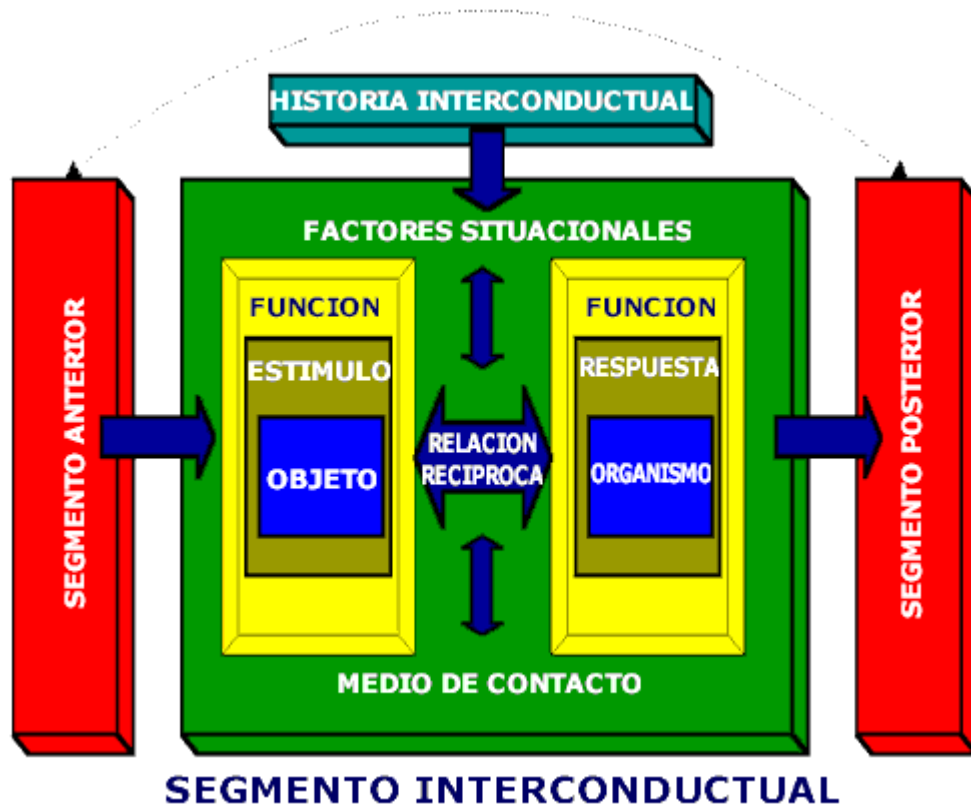 HISTORIA INTERCONDUCTUAL
FACTORES SITUACIONALES
SEGMENTO ANTERIOR
FUNCION
ESTIMULO
OBJETO
RELACION
RECIPROCA
FUNCION
RESPUESTA
ORGANISMO
SEGMENTO POSTERIOR
MEDIO DE CONTACTO
SEGMENTO INTERCONDUCTUAL